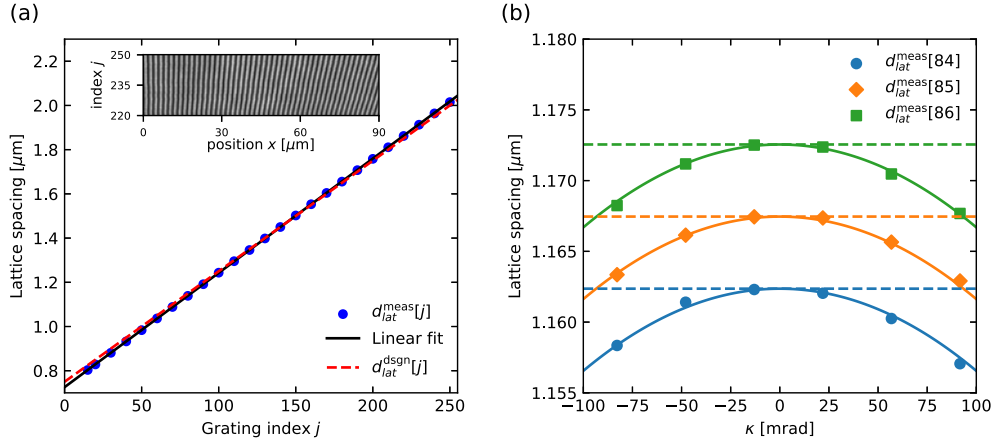 (a)
2.2
2.0
1.8
1.6
1.4
1.2
1.0
0.8
Lattice spacing [μm]
0 50 100 150 200 250
Grating index j
250
235
220
index j
0 30 60 90
position x [μm]
d_lat^meas[j]
Linear fit
d_lat^dsgn[j]
(b)
1.180
1.175
1.170
1.165
1.160
1.155
Lattice spacing [μm]
−100 −75 −50 −25 0 25 50 75 100
κ [mrad]
d_lat^meas[84]
d_lat^meas[85]
d_lat^meas[86]